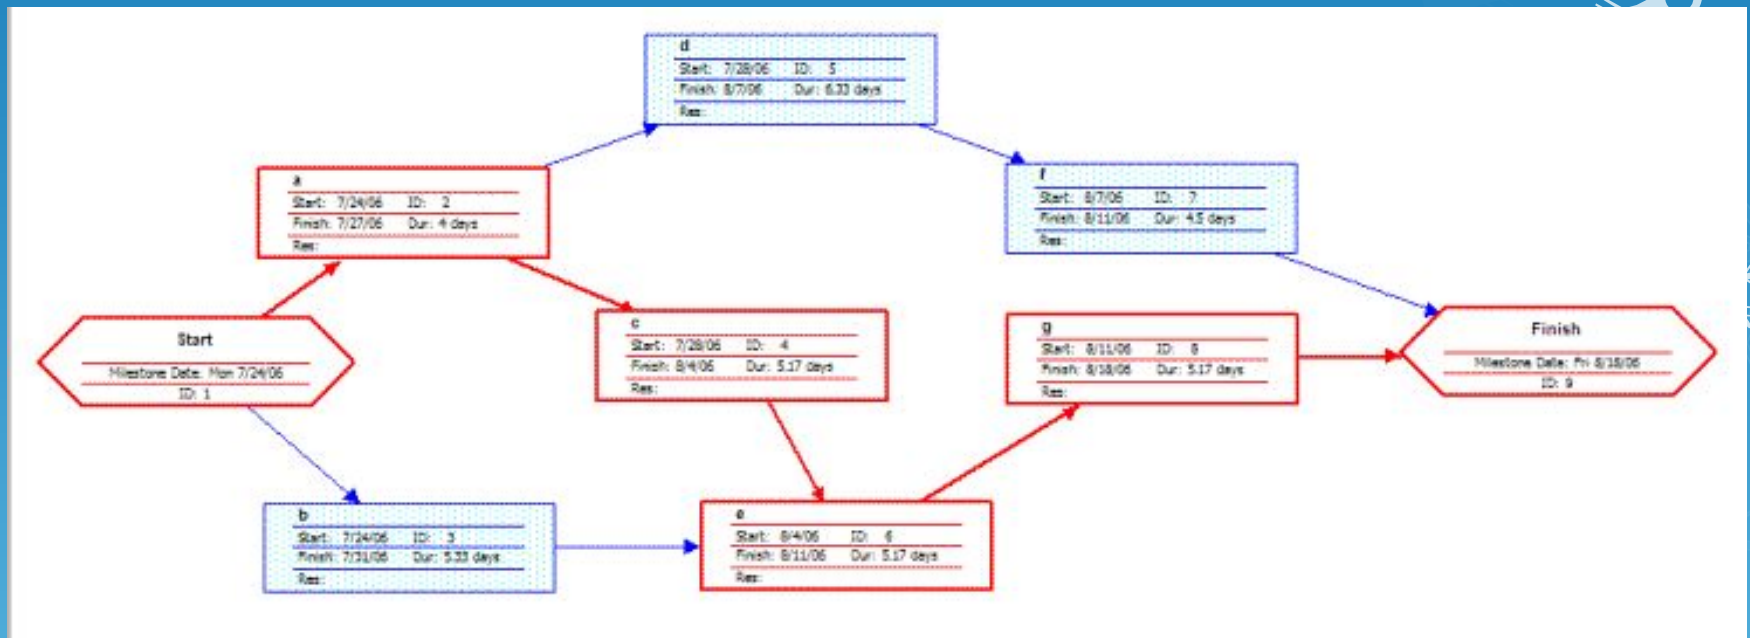 d
Start: 7/28/06 ID: 5
Finish: 8/7/06 Dur: 6.33 days
Res:
a
Start: 7/24/06 ID: 2
Finish: 7/27/06 Dur: 4 days
Res:
f
Start: 8/7/06 ID: 7
Finish: 8/11/06 Dur: 4.5 days
Res:
Start
Milestone Date: Mon 7/24/06
ID: 1
c
Start: 7/28/06 ID: 4
Finish: 8/4/06 Dur: 5.17 days
Res:
g
Start: 8/11/06 ID: 8
Finish: 8/18/06 Dur: 5.17 days
Res:
Finish
Milestone Date: Fri 8/18/06
ID: 9
b
Start: 7/24/06 ID: 3
Finish: 7/31/06 Dur: 5.33 days
Res:
e
Start: 8/4/06 ID: 6
Finish: 8/11/06 Dur: 5.17 days
Res: